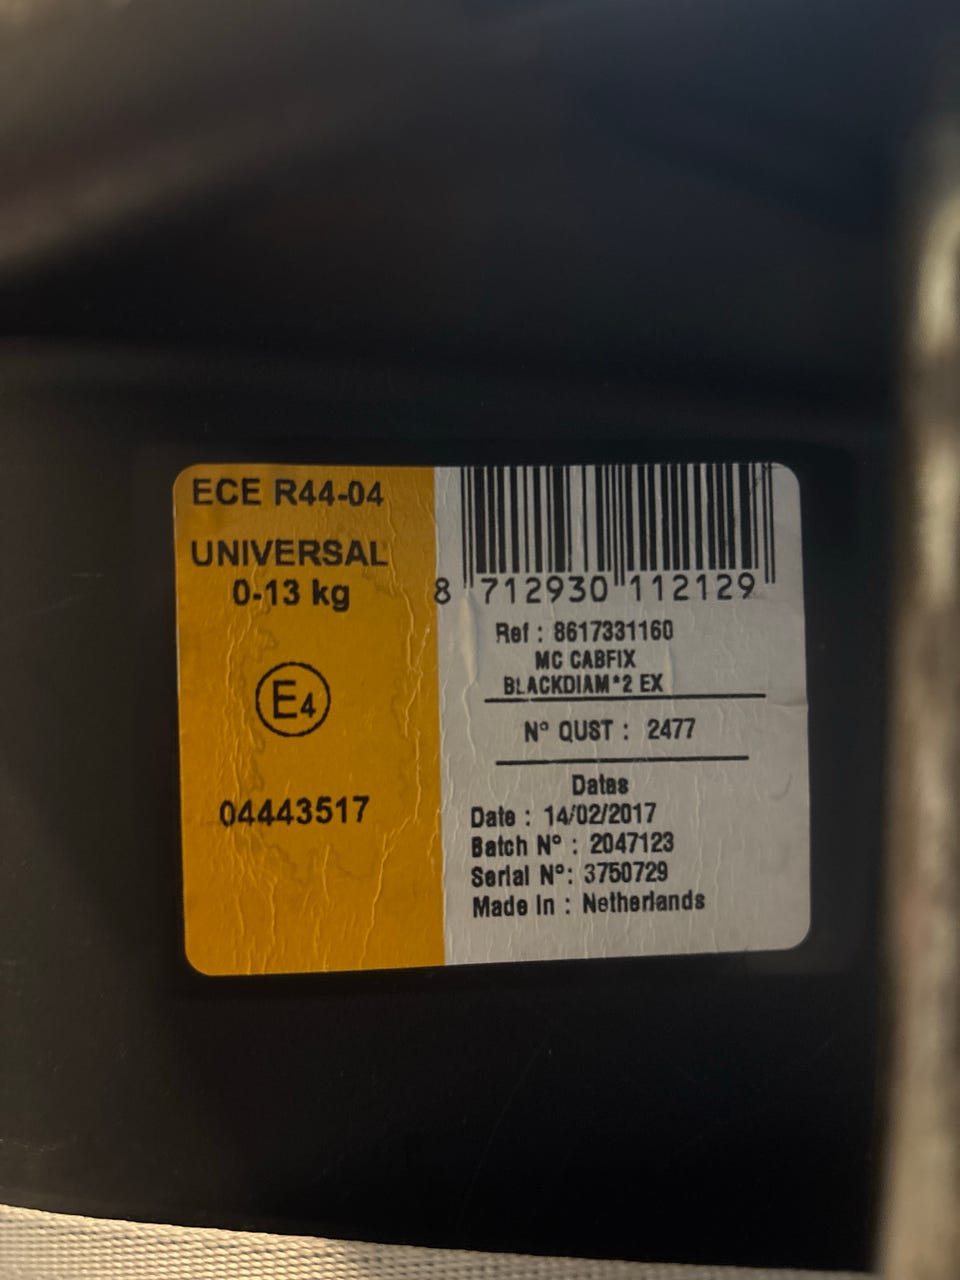 ECE R44-04
UNIVERSAL
0-13 kg
E4
04443517
8 712930 112129
Ref : 8617331160
MC CABFIX
BLACKDIAM*2 EX
N° QUST : 2477
Dates
Date : 14/02/2017
Batch N° : 2047123
Serial N°: 3750729
Made In : Netherlands